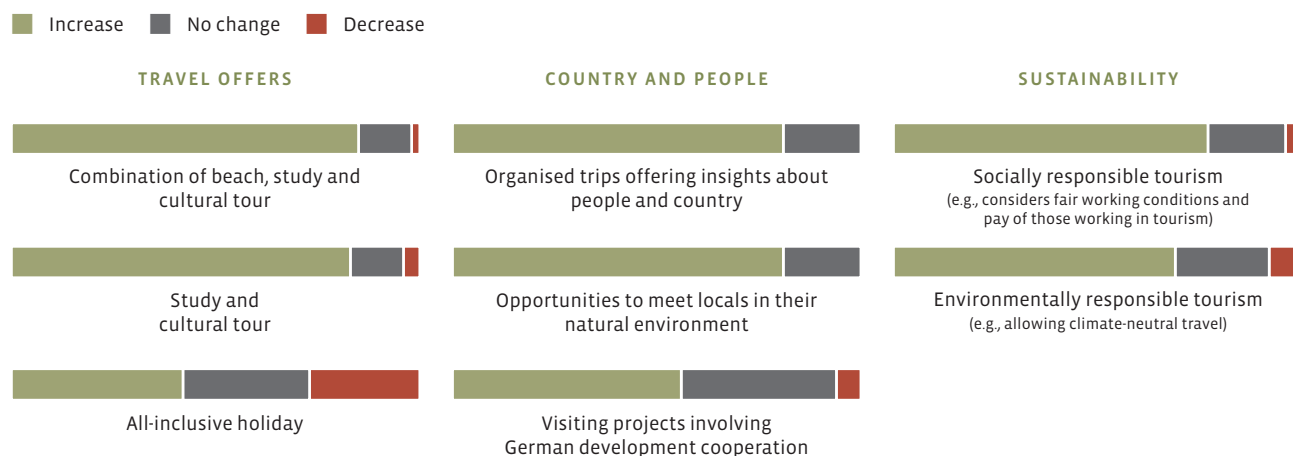 Increase No change Decrease
TRAVEL OFFERS
Combination of beach, study and
cultural tour
Study and
cultural tour
All-inclusive holiday
COUNTRY AND PEOPLE
Organised trips offering insights about
people and country
Opportunities to meet locals in their
natural environment
Visiting projects involving
German development cooperation
SUSTAINABILITY
Socially responsible tourism
(e.g., considers fair working conditions and
pay of those working in tourism)
Environmentally responsible tourism
(e.g., allowing climate-neutral travel)